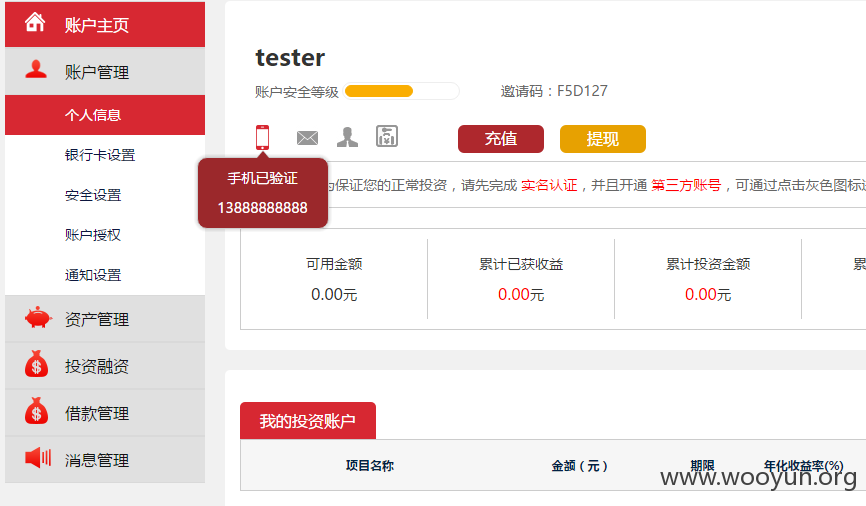 账户主页
账户管理
个人信息
银行卡设置
安全设置
账户授权
通知设置
资产管理
投资融资
借款管理
消息管理
tester
账户安全等级
邀请码：F5D127
充值
提现
手机已验证
13888888888
为保证您的正常投资，请先完成 实名认证，并且开通 第三方账号，可通过点击灰色图标
可用金额
累计已获收益
累计投资金额
累
0.00元
0.00元
0.00元
我的投资账户
项目名称
金额（元）
期限
年化收益率(%)
www.wooyun.org